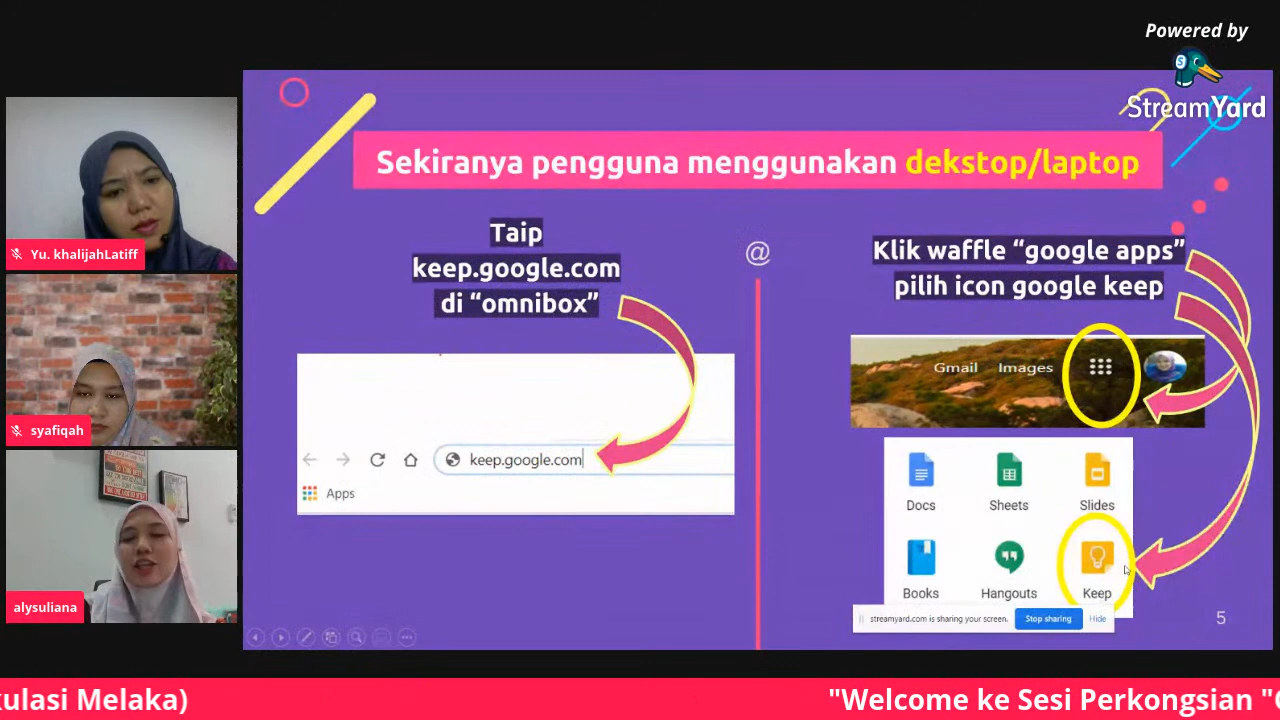 Powered by
StreamYard
Sekiranya pengguna menggunakan dekstop/laptop
Taip
keep.google.com
di “omnibox”
@
Klik waffle “google apps”
pilih icon google keep
Gmail Images
keep.google.com
Apps
Docs Sheets Slides
Books Hangouts Keep
streamyard.com is sharing your screen. Stop sharing Hide
5
Yu. khalijahLatiff
syafiqah
alysuliana
kulasi Melaka) "Welcome ke Sesi Perkongsian "